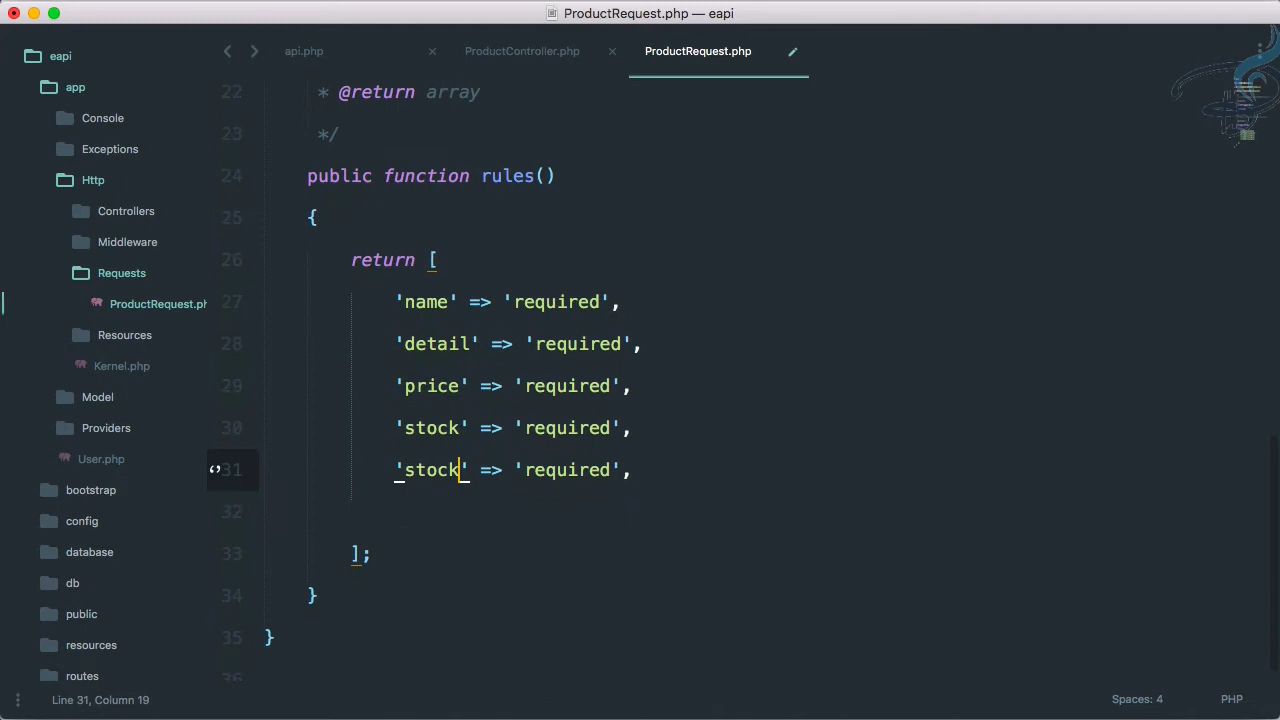 ProductRequest.php — eapi
eapi
app
Console
Exceptions
Http
Controllers
Middleware
Requests
ProductRequest.ph
Resources
Kernel.php
Model
Providers
User.php
bootstrap
config
database
db
public
resources
routes
api.php
ProductController.php
ProductRequest.php
22 * @return array
23 */
24 public function rules()
25 {
26 return [
27 'name' => 'required',
28 'detail' => 'required',
29 'price' => 'required',
30 'stock' => 'required',
31 'stock' => 'required',
32
33 ];
34 }
35 }
36
Line 31, Column 19
Spaces: 4
PHP